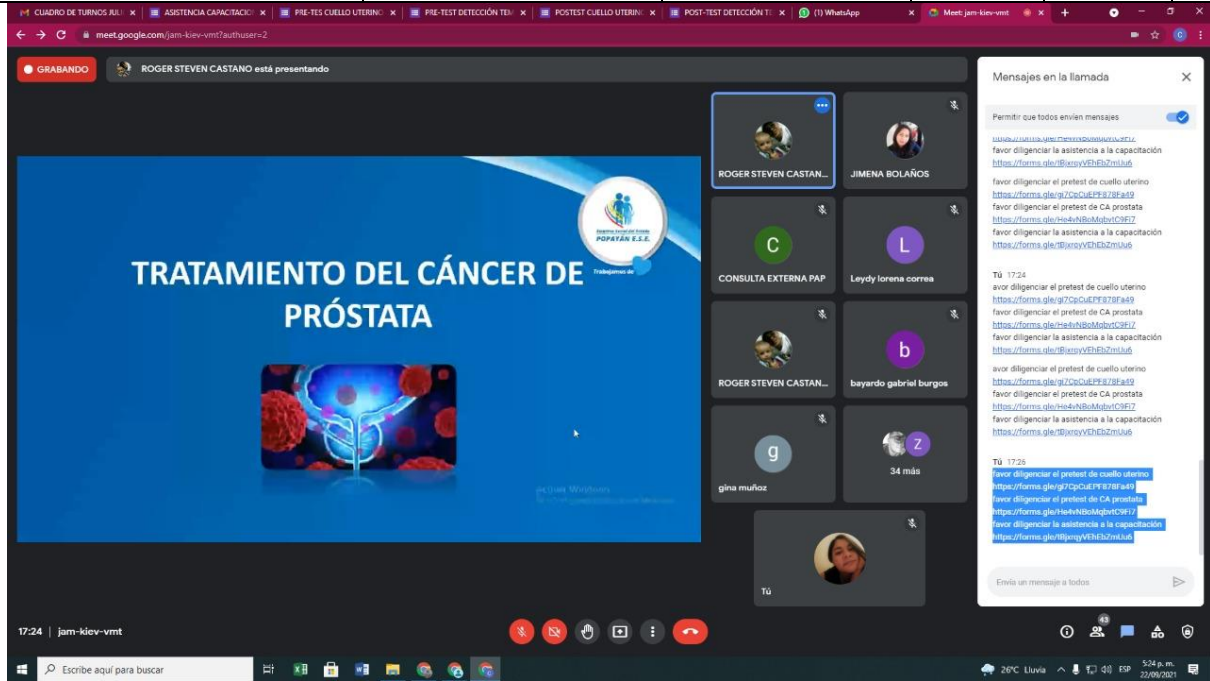 CUADRO DE TURNOS JULI
ASISTENCIA CAPACITACIO
PRE-TES CUELLO UTERINO
PRE-TEST DETECCIÓN TEM
POSTEST CUELLO UTERINO
POST-TEST DETECCIÓN TE
(1) WhatsApp
Meet: jam-kiev-vmt
meet.google.com/jam-kiev-vmt?authuser=2
GRABANDO
ROGER STEVEN CASTANO está presentando
TRATAMIENTO DEL CÁNCER DE
PRÓSTATA
POPAYÁN E.S.E.
Trabajamos de
ROGER STEVEN CASTAN...
JIMENA BOLAÑOS
C
CONSULTA EXTERNA PAP
L
Leydy lorena correa
ROGER STEVEN CASTAN...
b
bayardo gabriel burgos
g
gina muñoz
Z
34 más
Tú
Mensajes en la llamada
Permitir que todos envíen mensajes
favor diligenciar la asistencia a la capacitación
https://forms.gle/tBjxrqyVEhEbZmUu6
favor diligenciar el pretest de cuello uterino
https://forms.gle/gi7CpCuEPF878Fa49
favor diligenciar el pretest de CA prostata
https://forms.gle/He4vNBoMqbvtC9Fi7
favor diligenciar la asistencia a la capacitación
https://forms.gle/tBjxrqyVEhEbZmUu6
Tú 17:24
avor diligenciar el pretest de cuello uterino
https://forms.gle/gi7CpCuEPF878Fa49
favor diligenciar el pretest de CA prostata
https://forms.gle/He4vNBoMqbvtC9Fi7
favor diligenciar la asistencia a la capacitación
https://forms.gle/tBjxrqyVEhEbZmUu6
avor diligenciar el pretest de cuello uterino
https://forms.gle/gi7CpCuEPF878Fa49
favor diligenciar el pretest de CA prostata
https://forms.gle/He4vNBoMqbvtC9Fi7
favor diligenciar la asistencia a la capacitación
https://forms.gle/tBjxrqyVEhEbZmUu6
Tú 17:26
favor diligenciar el pretest de cuello uterino
https://forms.gle/gi7CpCuEPF878Fa49
favor diligenciar el pretest de CA prostata
https://forms.gle/He4vNBoMqbvtC9Fi7
favor diligenciar la asistencia a la capacitación
https://forms.gle/tBjxrqyVEhEbZmUu6
Envía un mensaje a todos
17:24 | jam-kiev-vmt
43
Escribe aquí para buscar
26°C Lluvia
ESP
5:24 p. m.
22/09/2021